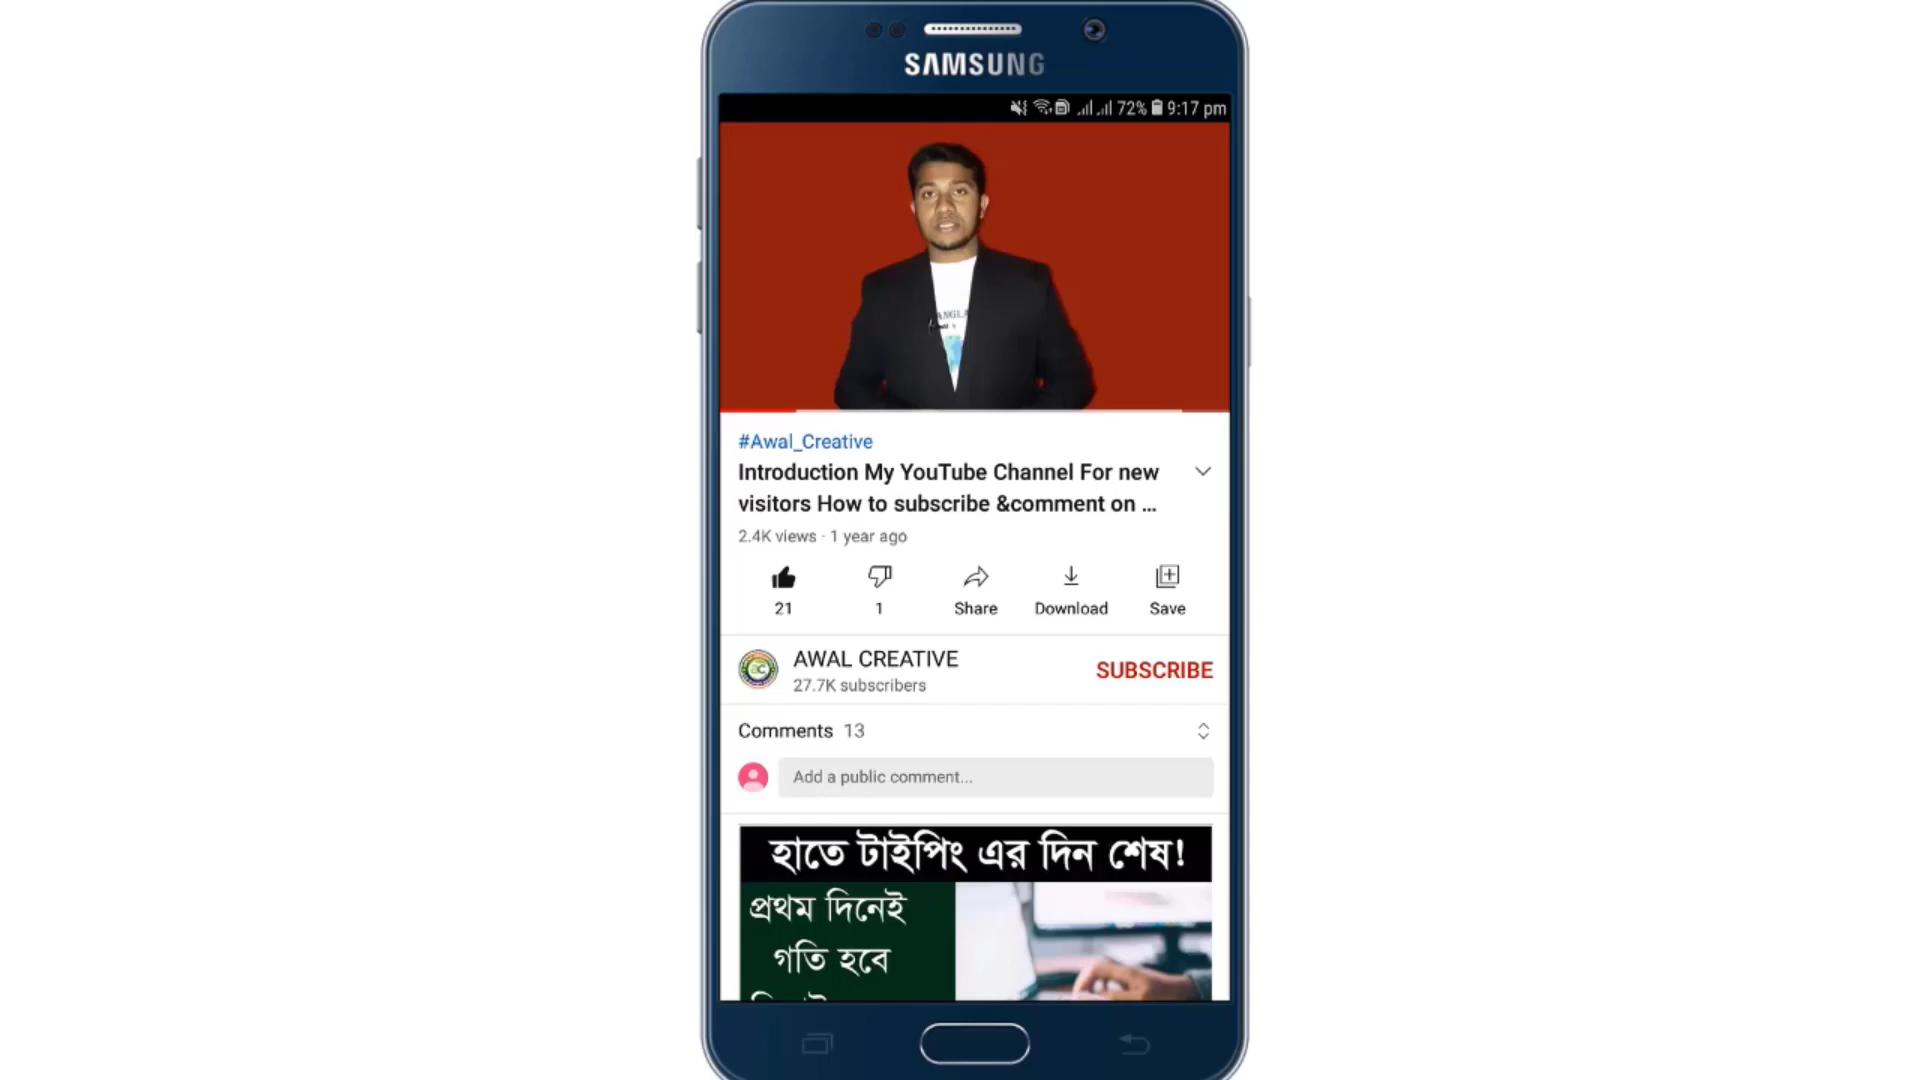 SAMSUNG
72% 9:17 pm
#Awal_Creative
Introduction My YouTube Channel For new
visitors How to subscribe &comment on ...
2.4K views · 1 year ago
21
1
Share
Download
Save
AWAL CREATIVE
27.7K subscribers
SUBSCRIBE
Comments 13
Add a public comment...
হাতে টাইপিং এর দিন শেষ!
প্রথম দিনেই
গতি হবে